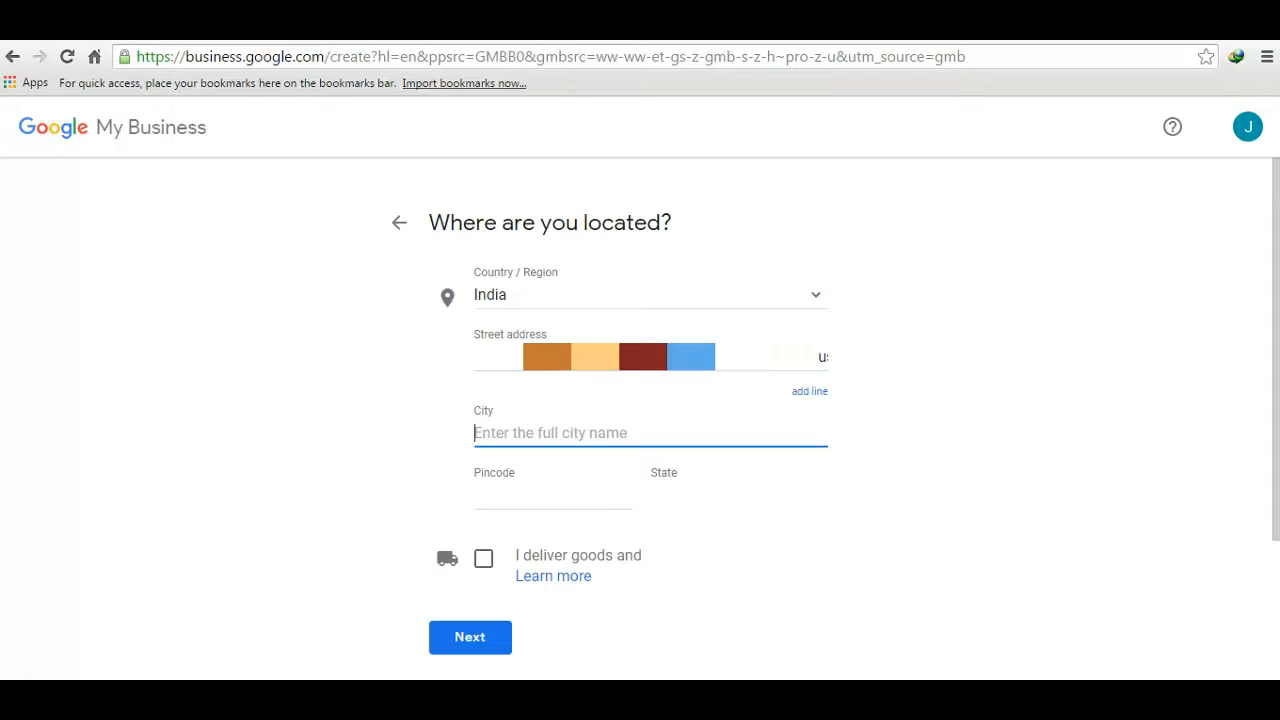 https://business.google.com/create?hl=en&ppsrc=GMBB0&gmbsrc=ww-ww-et-gs-z-gmb-s-z-h~pro-z-u&utm_source=gmb
Apps For quick access, place your bookmarks here on the bookmarks bar. Import bookmarks now...
Google My Business
J
Where are you located?
Country / Region
India
Street address
add line
City
Enter the full city name
Pincode State
I deliver goods and
Learn more
Next